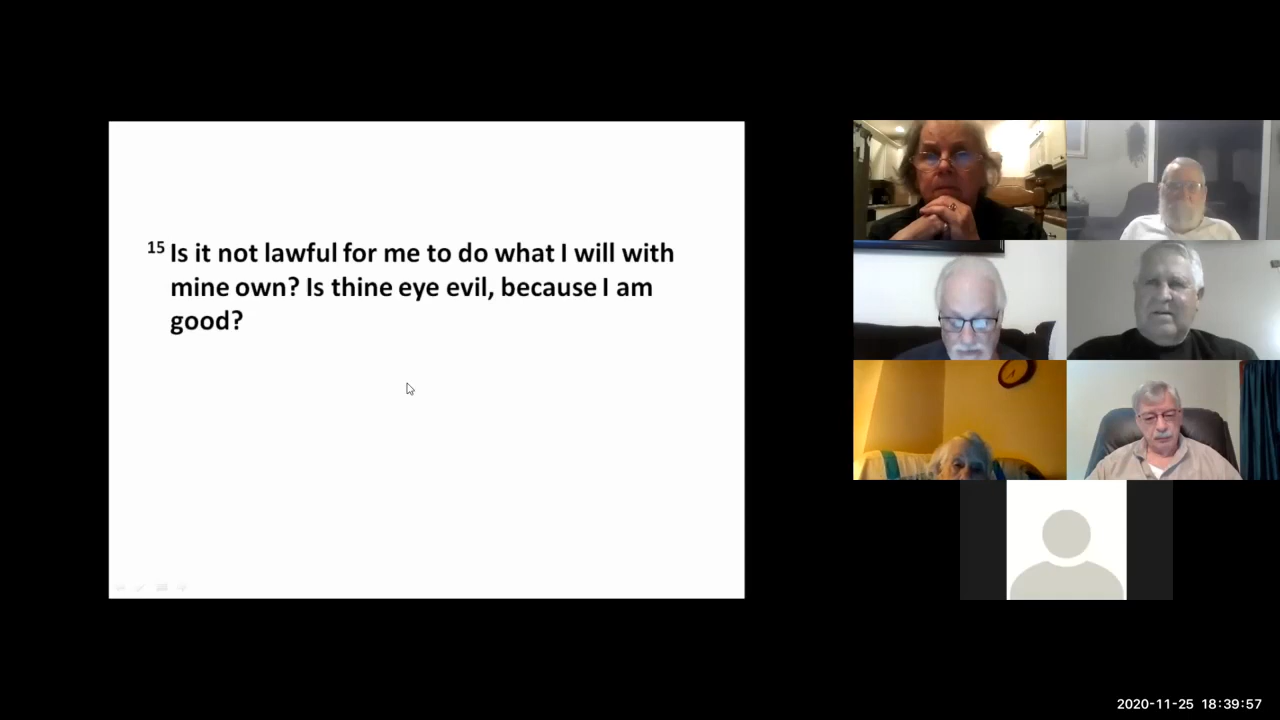 15 Is it not lawful for me to do what I will with
mine own? Is thine eye evil, because I am
good?
2020-11-25 18:39:57